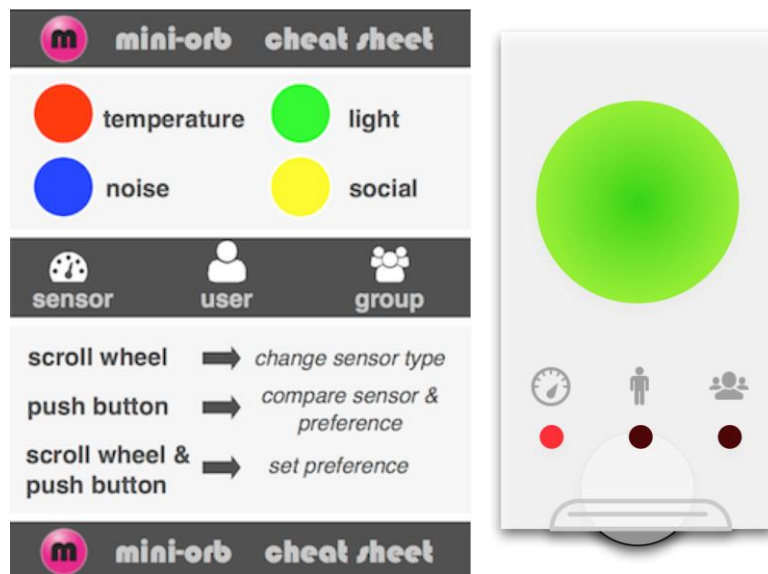 m mini-orb cheat sheet
temperature light
noise social
sensor user group
scroll wheel change sensor type
push button compare sensor &
preference
scroll wheel &
push button set preference
m mini-orb cheat sheet